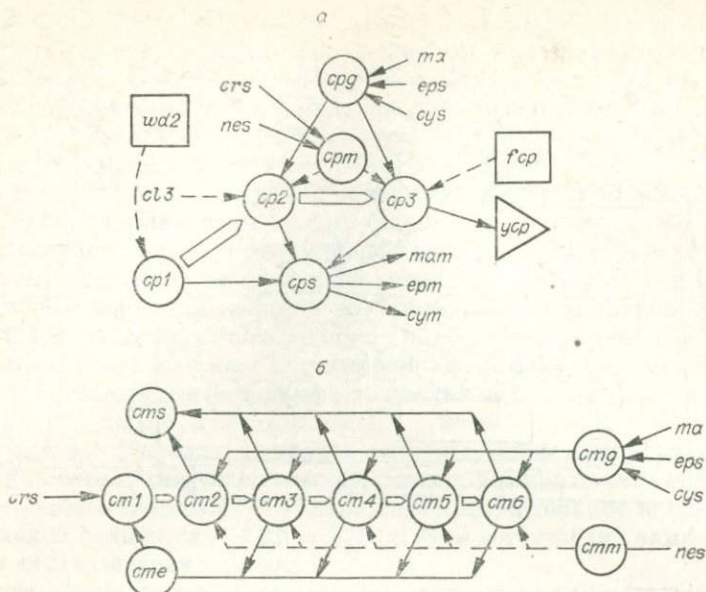 а
cpg
ma
eps
cys
crs
nes
wd2
cpm
fcp
cl3
cp2
cp3
ycp
cp1
cps
mam
epm
cym
б
cms
cmg
ma
eps
cys
crs
cm1
cm2
cm3
cm4
cm5
cm6
cme
cmm
nes